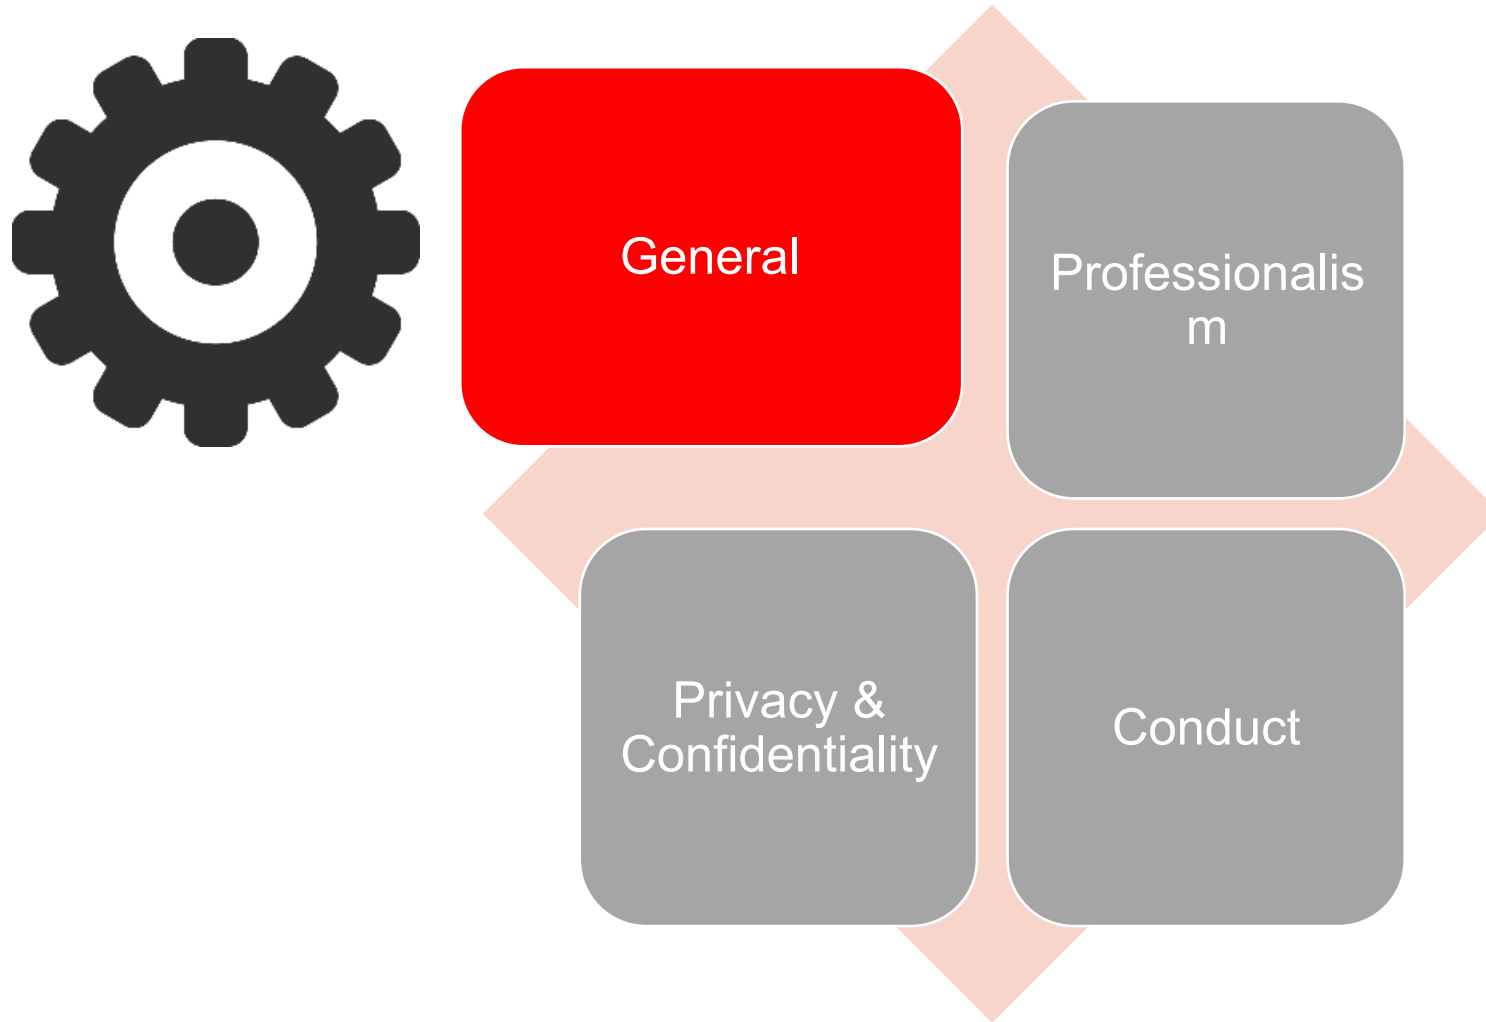 General
Professionalis
m
Privacy &
Confidentiality
Conduct